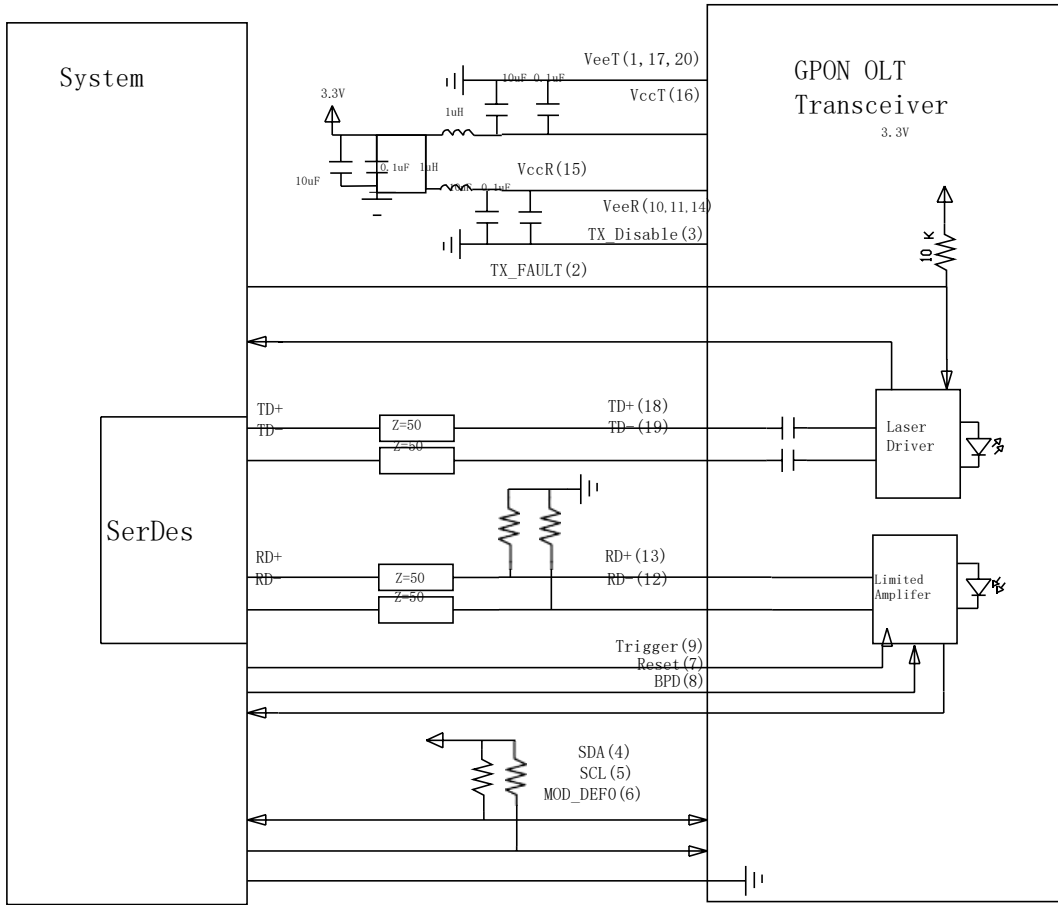 System
GPON OLT
Transceiver
3.3V
VeeT(1,17,20)
10uF 0.1uF
VccT(16)
3.3V
1uH
0.1uF 1uH
10uF
VccR(15)
10uF 0.1uF
VeeR(10,11,14)
TX_Disable(3)
TX_FAULT(2)
10 K
TD+
TD-
Z=50
Z=50
TD+(18)
TD-(19)
Laser
Driver
SerDes
RD+
RD-
Z=50
Z=50
RD+(13)
RD-(12)
Limited
Amplifer
Trigger(9)
Reset(7)
BPD(8)
SDA(4)
SCL(5)
MOD_DEF0(6)